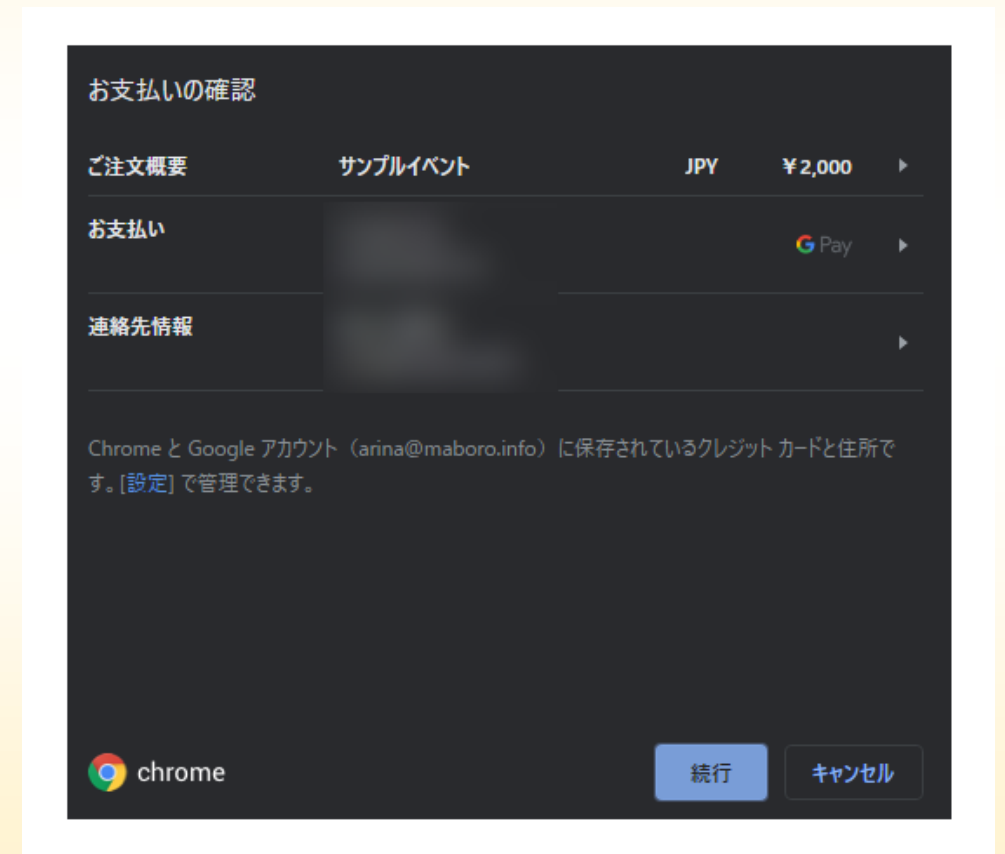 お支払いの確認
ご注文概要 サンプルイベント JPY ¥2,000
お支払い G Pay
連絡先情報
Chrome と Google アカウント（arina@maboro.info）に保存されているクレジット カードと住所で
す。[設定] で管理できます。
chrome 続行 キャンセル